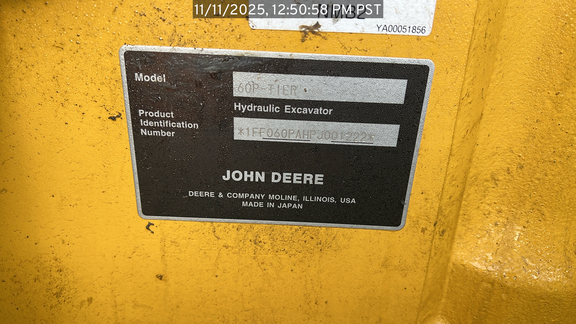 11/11/2025, 12:50:58 PM PST
YA00051856
Model
60P-TIER
Hydraulic Excavator
Product
Identification
Number
*1FF060PAHPJ001222*
JOHN DEERE
DEERE & COMPANY MOLINE, ILLINOIS, USA
MADE IN JAPAN